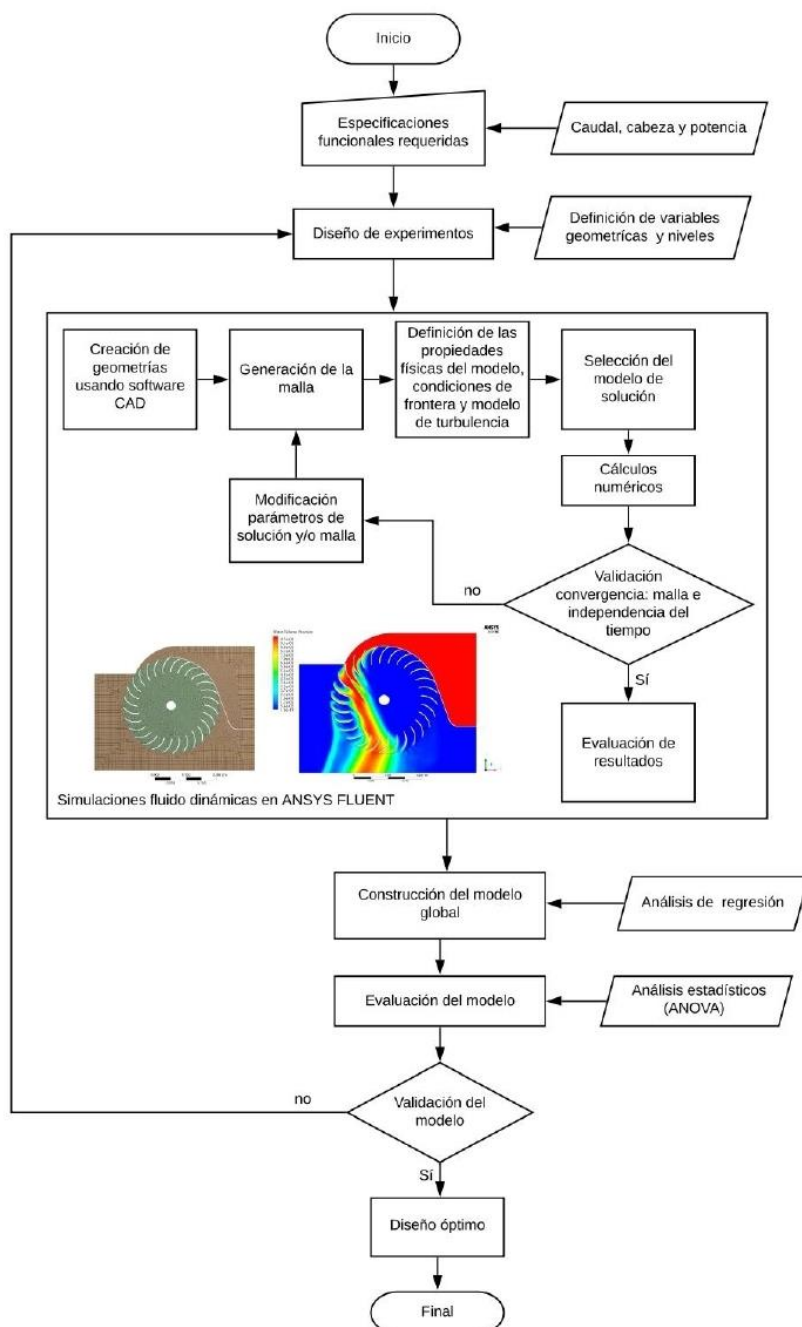 Inicio
Especificaciones
funcionales requeridas
Caudal, cabeza y potencia
Diseño de experimentos
Definición de variables
geometrícas y niveles
Creación de
geometrías
usando software
CAD
Generación de la
malla
Definición de las
propiedades
físicas del modelo,
condiciones de
frontera y modelo
de turbulencia
Selección del
modelo de
solución
Cálculos
numéricos
Modificación
parámetros de
solución y/o malla
no
Validación
convergencia: malla e
independencia del
tiempo
Sí
Evaluación de
resultados
ANSYS
Simulaciones fluido dinámicas en ANSYS FLUENT
Construcción del modelo
global
Análisis de regresión
Evaluación del modelo
Análisis estadísticos
(ANOVA)
no
Validación del
modelo
Sí
Diseño óptimo
Final